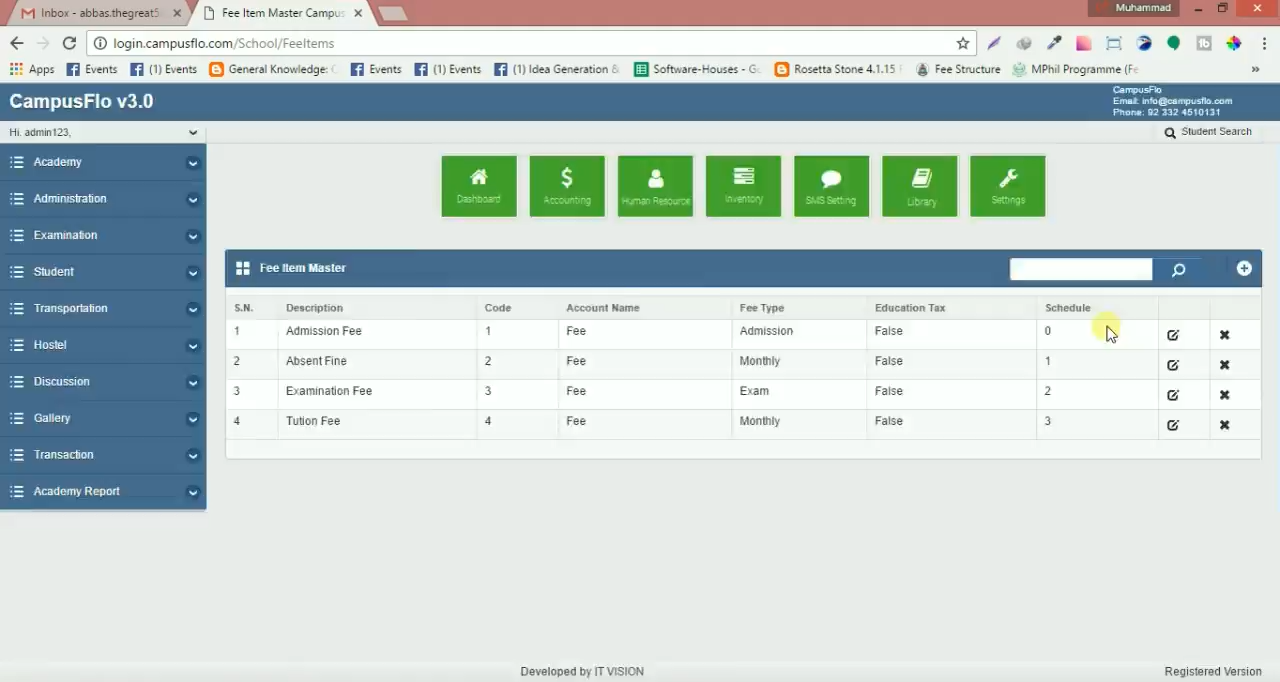 Inbox - abbas.thegreat5
Fee Item Master Campus
Muhammad
login.campusflo.com/School/FeeItems
Apps
Events
(1) Events
General Knowledge:
Events
(1) Events
(1) Idea Generation &
Software-Houses - G
Rosetta Stone 4.1.15
Fee Structure
MPhil Programme (Fe
»
CampusFlo v3.0
CampusFlo
Email: info@campusflo.com
Phone: 92 332 4510131
Hi. admin123,
Student Search
Academy
Administration
Examination
Student
Transportation
Hostel
Discussion
Gallery
Transaction
Academy Report
Dashboard
Accounting
Human Resource
Inventory
SMS Setting
Library
Settings
Fee Item Master
S.N. Description Code Account Name Fee Type Education Tax Schedule
1 Admission Fee 1 Fee Admission False 0
2 Absent Fine 2 Fee Monthly False 1
3 Examination Fee 3 Fee Exam False 2
4 Tution Fee 4 Fee Monthly False 3
Developed by IT VISION
Registered Version